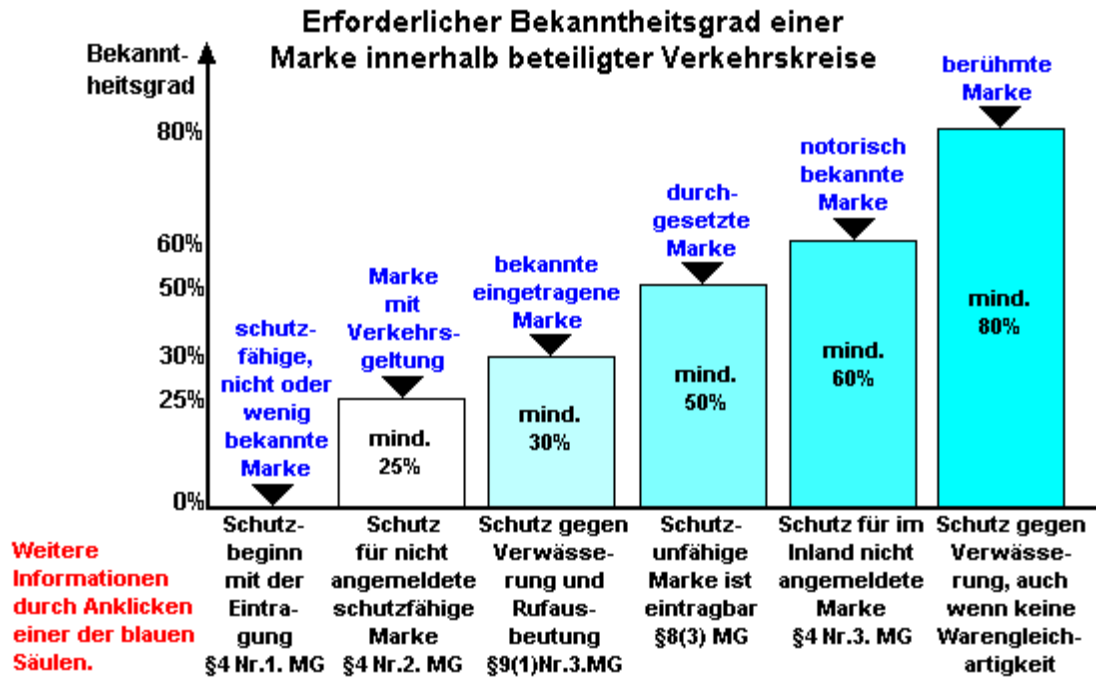 Erforderlicher Bekanntheitsgrad einer
Marke innerhalb beteiligter Verkehrskreise
Bekannt-
heitsgrad
80%
60%
50%
30%
25%
0%
schutz-
fähige,
nicht oder
wenig
bekannte
Marke
Marke
mit
Verkehrs-
geltung
bekannte
eingetragene
Marke
durch-
gesetzte
Marke
notorisch
bekannte
Marke
berühmte
Marke
mind.
25%
mind.
30%
mind.
50%
mind.
60%
mind.
80%
Schutz-
beginn
mit der
Eintra-
gung
§4 Nr.1. MG
Schutz
für nicht
angemeldete
schutzfähige
Marke
§4 Nr.2. MG
Schutz gegen
Verwässe-
rung und
Rufaus-
beutung
§9(1)Nr.3.MG
Schutz-
unfähige
Marke ist
eintragbar
§8(3) MG
Schutz für im
Inland nicht
angemeldete
Marke
§4 Nr.3. MG
Schutz gegen
Verwässe-
rung, auch
wenn keine
Warengleich-
artigkeit
Weitere
Informationen
durch Anklicken
einer der blauen
Säulen.